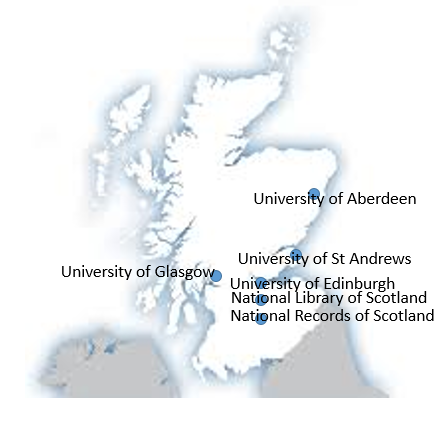 University of Aberdeen
University of St Andrews
University of Glasgow
University of Edinburgh
National Library of Scotland
National Records of Scotland